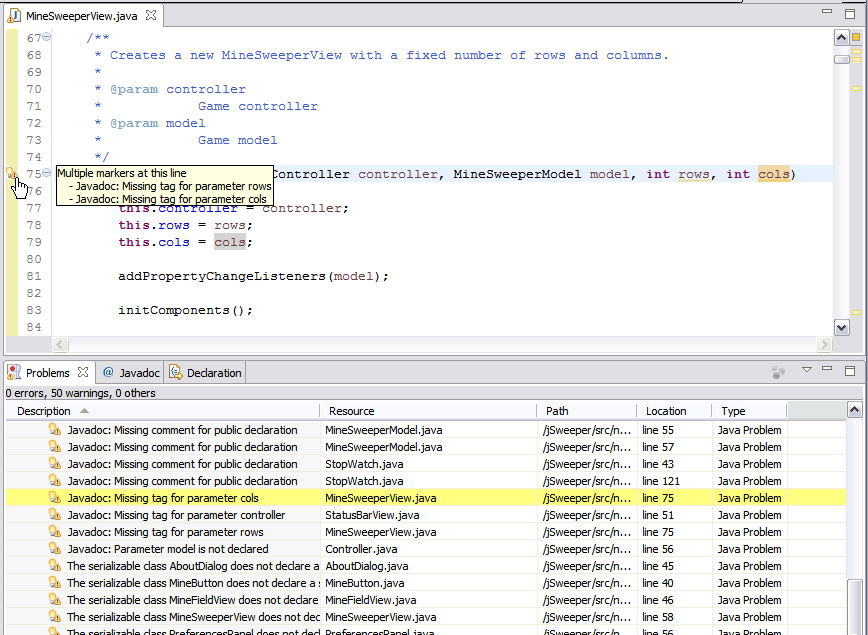 MineSweeperView.java
67 /**
68 * Creates a new MineSweeperView with a fixed number of rows and columns.
69 *
70 * @param controller
71 * Game controller
72 * @param model
73 * Game model
74 */
75 Controller controller, MineSweeperModel model, int rows, int cols)
Multiple markers at this line
- Javadoc: Missing tag for parameter rows
- Javadoc: Missing tag for parameter cols
76
77 this.controller = controller;
78 this.rows = rows;
79 this.cols = cols;
80
81 addPropertyChangeListeners(model);
82
83 initComponents();
84
Problems @ Javadoc Declaration
0 errors, 50 warnings, 0 others
Description Resource Path Location Type
Javadoc: Missing comment for public declaration MineSweeperModel.java /jSweeper/src/n... line 55 Java Problem
Javadoc: Missing comment for public declaration MineSweeperModel.java /jSweeper/src/n... line 57 Java Problem
Javadoc: Missing comment for public declaration StopWatch.java /jSweeper/src/n... line 43 Java Problem
Javadoc: Missing comment for public declaration StopWatch.java /jSweeper/src/n... line 121 Java Problem
Javadoc: Missing tag for parameter cols MineSweeperView.java /jSweeper/src/n... line 75 Java Problem
Javadoc: Missing tag for parameter controller StatusBarView.java /jSweeper/src/n... line 51 Java Problem
Javadoc: Missing tag for parameter rows MineSweeperView.java /jSweeper/src/n... line 75 Java Problem
Javadoc: Parameter model is not declared Controller.java /jSweeper/src/n... line 56 Java Problem
The serializable class AboutDialog does not declare a AboutDialog.java /jSweeper/src/n... line 45 Java Problem
The serializable class MineButton does not declare a s MineButton.java /jSweeper/src/n... line 40 Java Problem
The serializable class MineFieldView does not declare MineFieldView.java /jSweeper/src/n... line 46 Java Problem
The serializable class MineSweeperView does not dec MineSweeperView.java /jSweeper/src/n... line 58 Java Problem
The serializable class PreferencesPanel does not decl PreferencesPanel.java /jSweeper/src/n... line 56 Java Problem